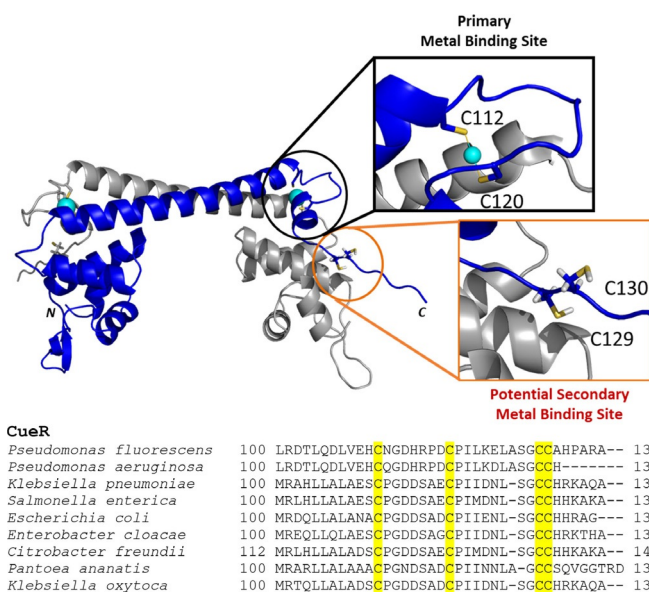 Primary
Metal Binding Site
C112
C120
C130
C129
N
C
Potential Secondary
Metal Binding Site
CueR
Pseudomonas fluorescens 100 LRDTLQDLVEHCNGDHRPDCPILKELASGCCAHPARA-- 13
Pseudomonas aeruginosa 100 LRDTLQDLVEHCQGDHRPDCPILKDLASGCCH------- 13
Klebsiella pneumoniae 100 MRAHLLALAESCPGDDSAECPIIDNL-SGCCHRKAQA-- 13
Salmonella enterica 100 MRLHLLALAESCPGDDSAECPIMDNL-SGCCHHKAKA-- 13
Escherichia coli 100 MRDQLLALANACPGDDSADCPIIENL-SGCCHHRAG--- 13
Enterobacter cloacae 100 MREQLLQLAESCPGDDSAGCPIIDNL-SGCCHRKTHA-- 13
Citrobacter freundii 112 MRLHLLALADSCPGDDSAECPIMDNL-SGCCHHKAKA-- 14
Pantoea ananatis 100 MRARLLALAAACPGNDSADCPIINNLA-GCCSQVGGTRD 13
Klebsiella oxytoca 100 MRTQLLALADSCPGDDSAECPIIDNL-SGCCHRKAQA-- 13